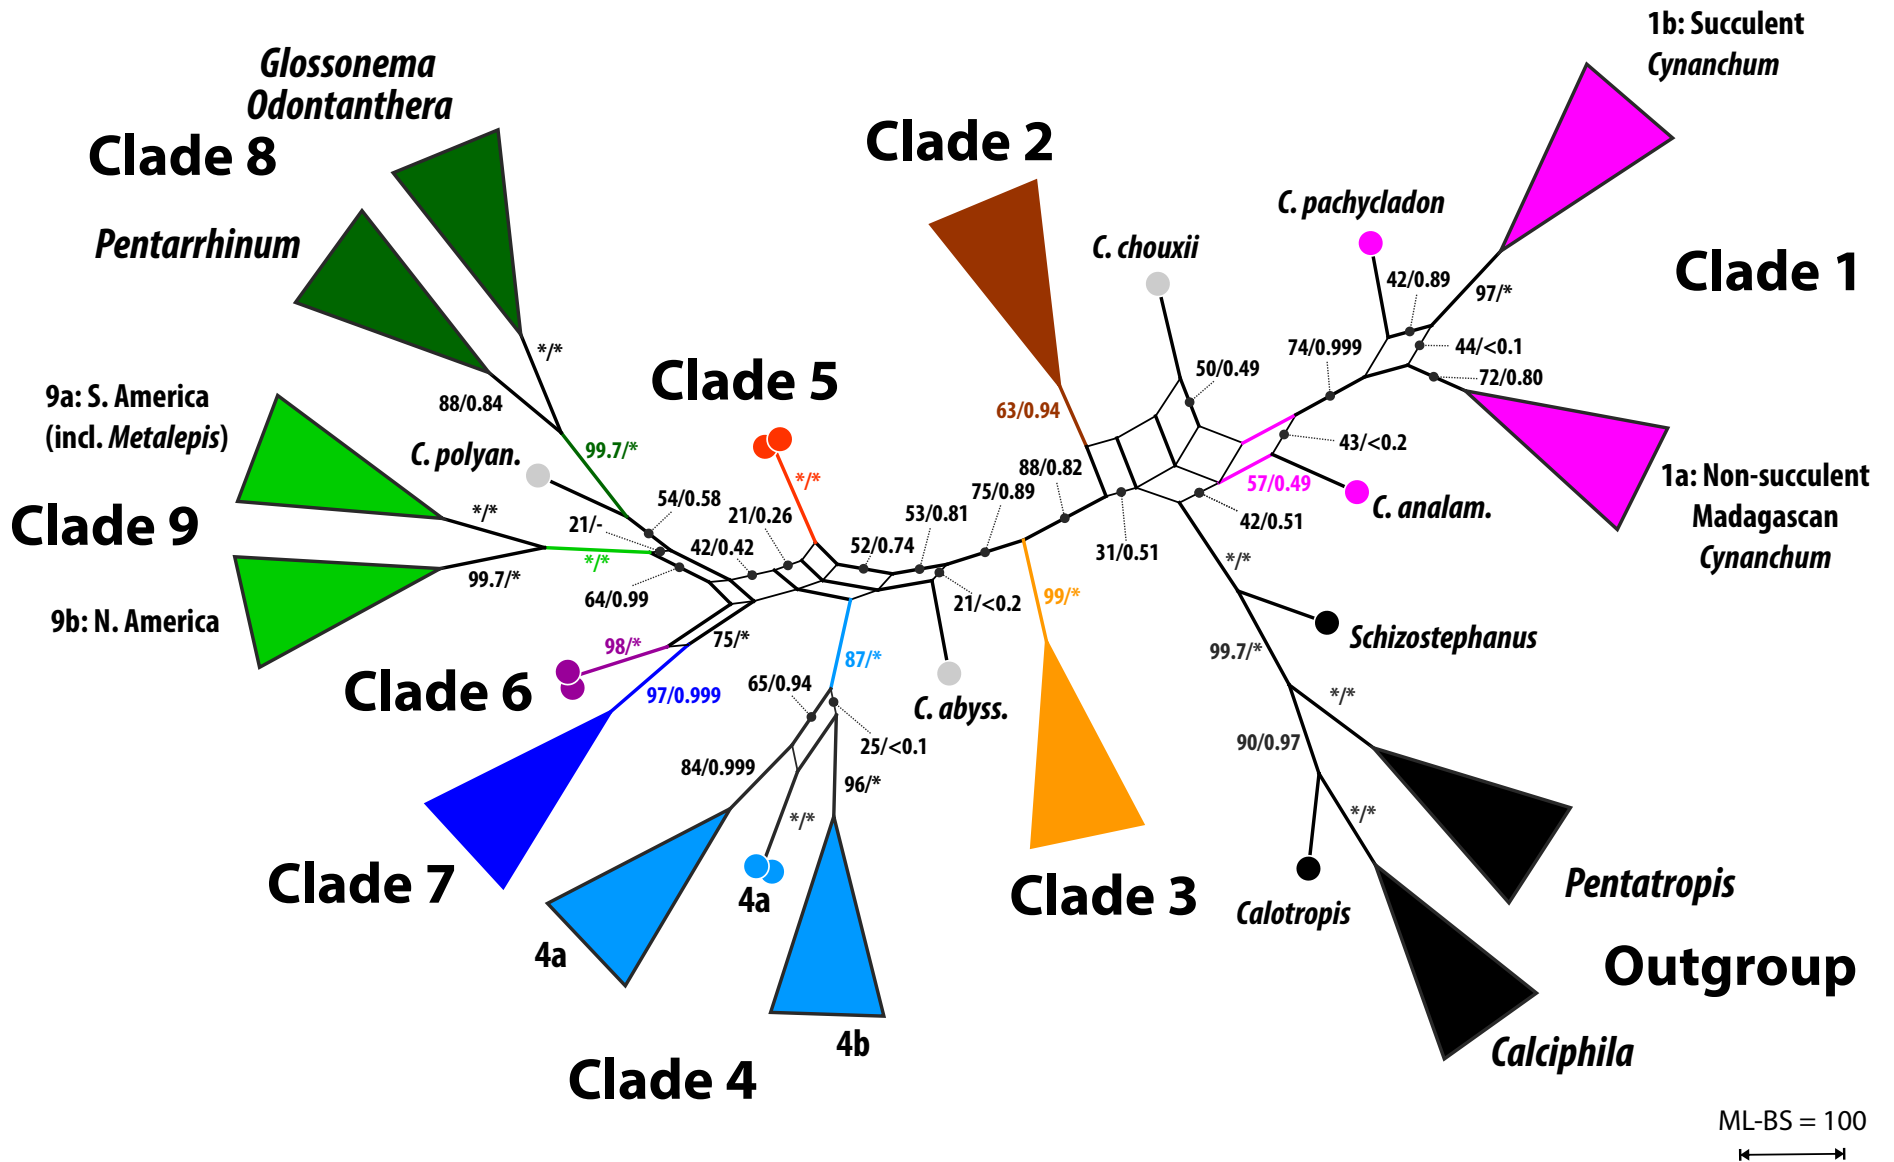 1b: Succulent
Cynanchum
Glossonema
Odontanthera
Clade 8
Clade 2
Pentarrhinum
C. pachycladon
C. chouxii
Clade 1
42/0.89
97/*
44/<0.1
74/0.999
72/0.80
*/*
Clade 5
50/0.49
9a: S. America
(incl. Metalepis)
88/0.84
63/0.94
43/<0.2
99.7/*
C. polyan.
*/*
88/0.82
57/0.49
1a: Non-succulent
Madagascan
Cynanchum
C. analam.
75/0.89
54/0.58
*/*
Clade 9
21/-
21/0.26
53/0.81
42/0.51
42/0.42
52/0.74
31/0.51
*/*
*/*
99.7/*
64/0.99
21/<0.2
99/*
9b: N. America
Schizostephanus
98/*
75/*
87/*
99.7/*
Clade 6
65/0.94
97/0.999
C. abyss.
*/*
25/<0.1
90/0.97
84/0.999
96/*
*/*
*/*
Clade 7
4a
Clade 3
Calotropis
Pentatropis
4a
Outgroup
4b
Calciphila
Clade 4
ML-BS = 100